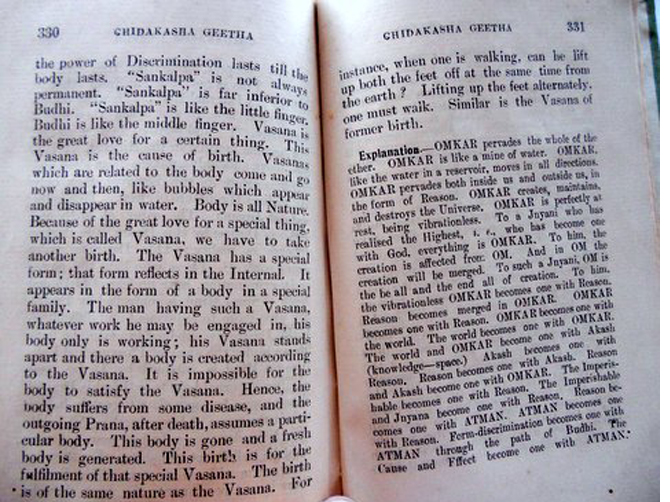 330 CHIDAKASHA GEETHA
the power of Discrimination lasts till the
body lasts. "Sankalpa" is not always
permanent. "Sankalpa" is far inferior to
Budhi. "Sankalpa" is like the little finger,
Budhi is like the middle finger. Vasana is
the great love for a certain thing. This
Vasana is the cause of birth. Vasanas
which are related to the body come and go
now and then, like bubbles which appear
and disappear in water. Body is all Nature.
Because of the great love for a special thing,
which is called Vasana, we have to take
another birth. The Vasana has a special
form; that form reflects in the Internal. It
appears in the form of a body in a special
family. The man having such a Vasana,
whatever work he may be engaged in, his
body only is working; his Vasana stands
apart and there a body is created according
to the Vasana. It is impossible for the
body to satisfy the Vasana. Hence, the
body suffers from some disease, and the
outgoing Prana, after death, assumes a parti-
cular body. This body is gone and a fresh
body is generated. This birth is for the
fulfilment of that special Vasana. The birth
is of the same nature as the Vasana. For
CHIDAKASHA GEETHA 331
instance, when one is walking, can he lift
up both the feet off at the same time from
the earth? Lifting up the feet alternately,
one must walk. Similar is the Vasana of
former birth.
Explanation—OMKAR pervades the whole of the
ether. OMKAR is like a mine of water. OMKAR,
like the water in a reservoir, moves in all directions.
OMKAR pervades both inside us and outside us, in
the form of Reason. OMKAR creates, maintains,
and destroys the Universe. OMKAR is perfectly at
rest, being vibrationless. To a Jnyani who has
realised the Highest, i. e., who has become one
with God, everything is OMKAR. To him, the
creation is affected from OM. And in OM the
creation will be merged. To such a Jnyani, OM is
the be all and the end all of creation. To him,
the vibrationless OMKAR becomes one with Reason.
Reason becomes merged in OMKAR. OMKAR
becomes one with Reason. OMKAR becomes one with
the world. The world becomes one with OMKAR.
The world and OMKAR become one with Akash
(knowledge—space.) Akash becomes one with
Reason. Reason becomes one with Akash. Reason
and Akash become one with OMKAR. The Imperis-
hable becomes one with Reason. The Imperishable
and Jnyana become one with Reason. Reason be-
comes one with ATMAN. ATMAN becomes one
with Reason. Form-discrimination becomes one with
ATMAN through the path of Budhi. The
Cause and Effect become one with ATMAN.